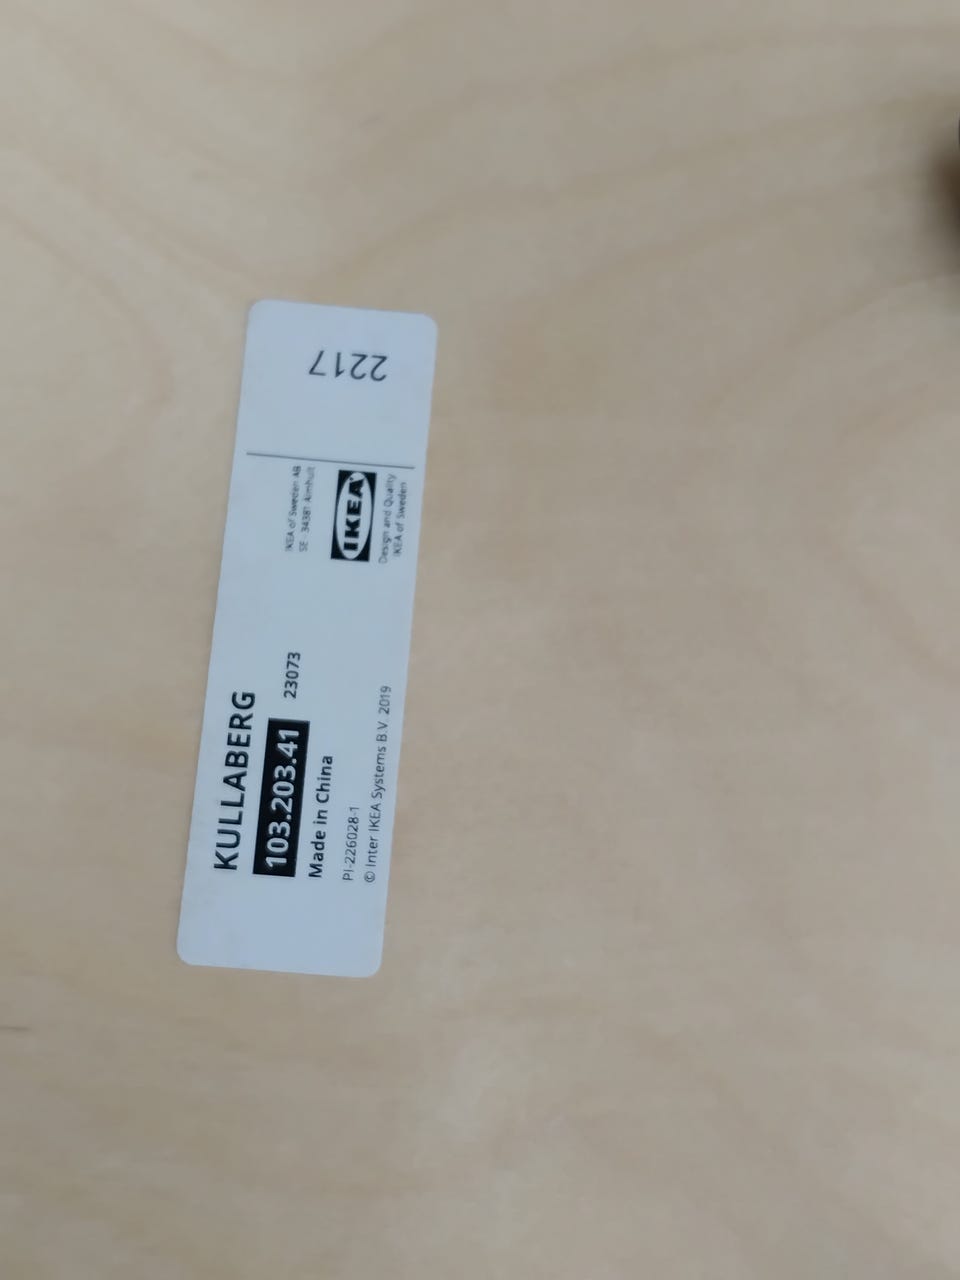 KULLABERG
103.203.41 23073
Made in China
PI-226028-1
© Inter IKEA Systems B.V. 2019
IKEA of Sweden AB
SE 34381 Älmhult
IKEA
Design and Quality
IKEA of Sweden
2217